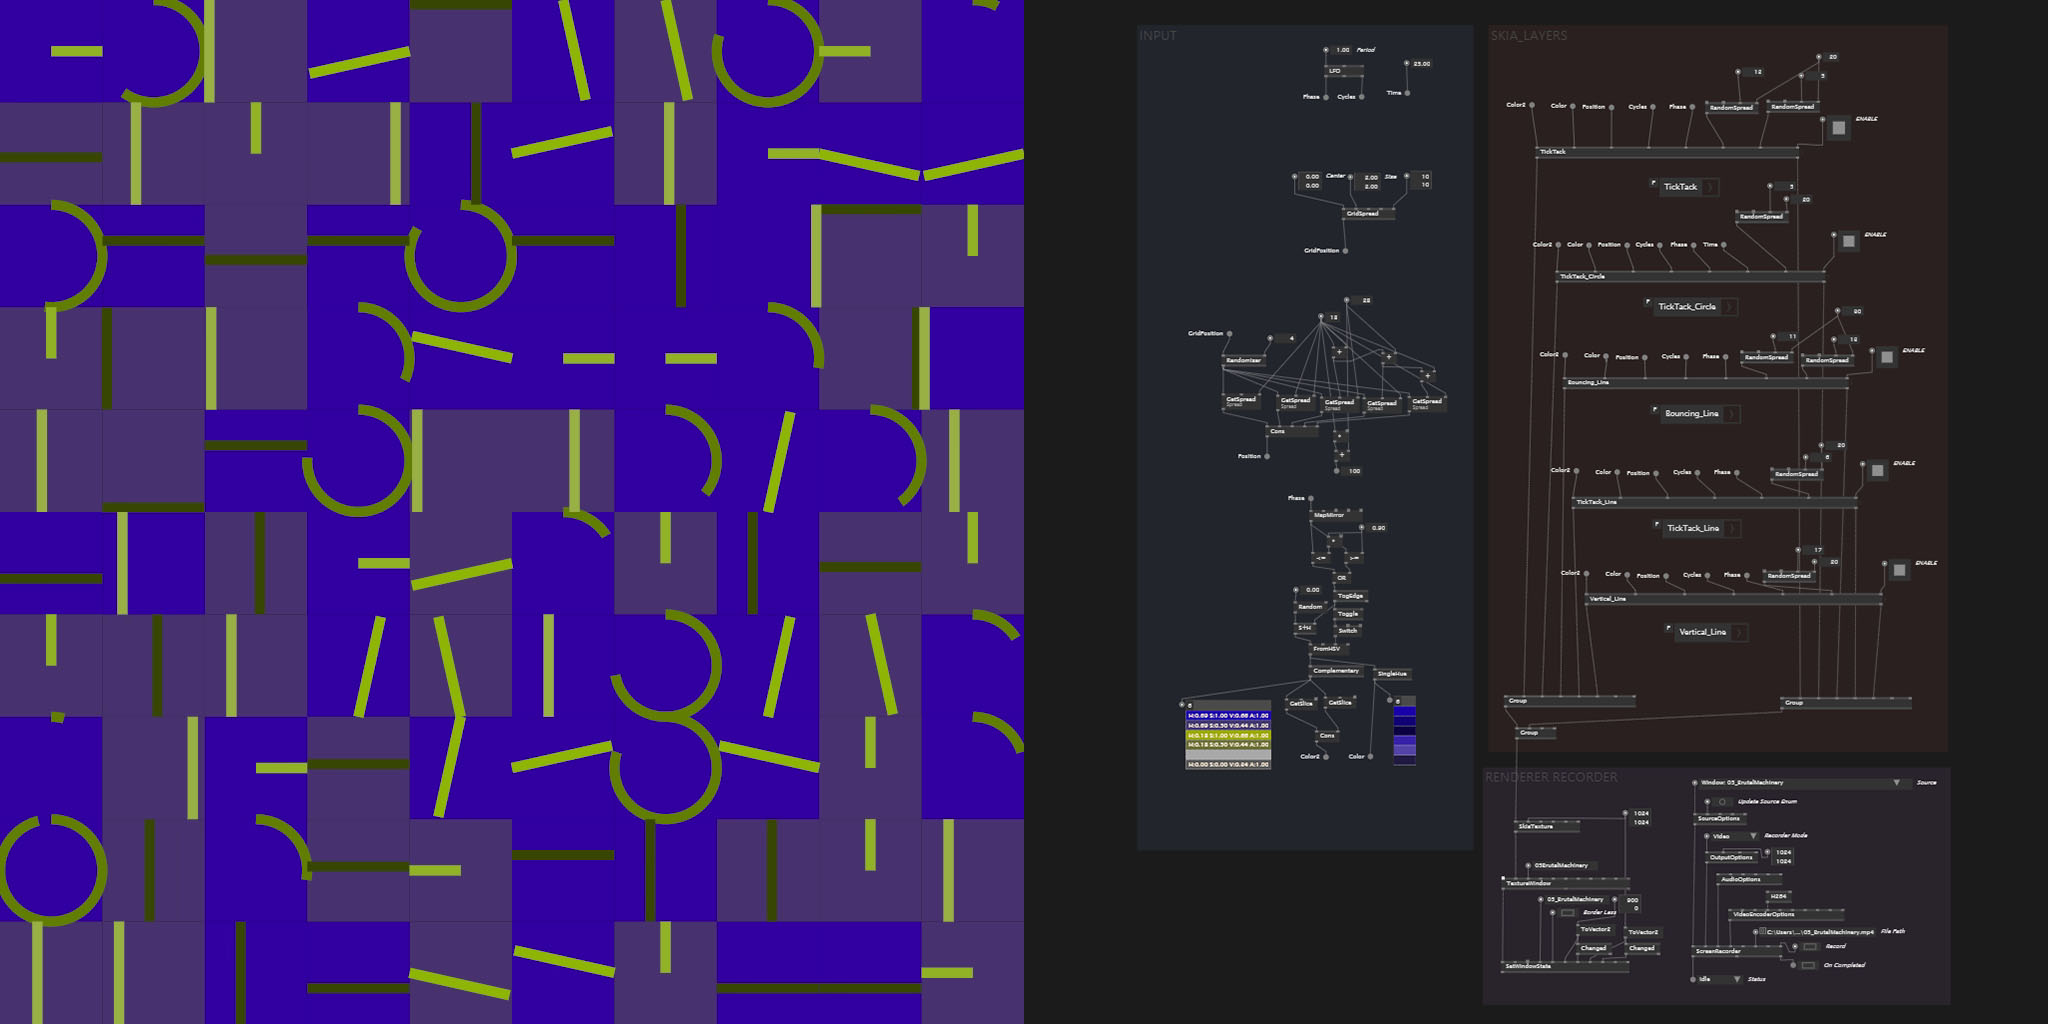 INPUT
1.00 Period
LFO
23.00
Phase Cycles
Time
0.00
0.00
Center
2.00
2.00
Size
10
10
GridSpread
GridPosition
GridPosition
4
Randomizer
GetSpread
Spread
GetSpread
Spread
GetSpread
Spread
GetSpread
Spread
GetSpread
Spread
Cons
Position
100
Phase
MapMirror
0.90
OR
0.00
TogEdge
Random
Toggle
S+H
Switch
FromHSV
Complementary
SingleHue
6
H:0.69 S:1.00 V:0.66 A:1.00
H:0.69 S:0.30 V:0.44 A:1.00
H:0.18 S:1.00 V:0.66 A:1.00
H:0.18 S:0.30 V:0.44 A:1.00
H:0.00 S:0.00 V:0.84 A:1.00
GetSlice
GetSlice
Cons
Color2
Color
SKIA_LAYERS
20
12
3
Color2 Color Position Cycles Phase
RandomSpread
RandomSpread
ENABLE
TickTack
TickTack
3
20
RandomSpread
Color2 Color Position Cycles Phase Time
ENABLE
TickTack_Circle
TickTack_Circle
11
Color2 Color Position Cycles Phase
RandomSpread
RandomSpread
ENABLE
Bouncing_Line
Bouncing_Line
20
Color2 Color Position Cycles Phase
RandomSpread
ENABLE
TickTack_Line
TickTack_Line
17
20
Color2 Color Position Cycles Phase
RandomSpread
ENABLE
Vertical_Line
Vertical_Line
Group
Group
Group
RENDERER RECORDER
1024
1024
SkiaTexture
05BrutalMachinery
TextureWindow
05_BrutalMachinery
900
0
Border Less
ToVector2
ToVector2
Changed
Changed
SetWindowState
Window: 05_BrutalMachinery
Source
Update Source Enum
SourceOptions
Video
Recorder Mode
OutputOptions
1024
1024
AudioOptions
H264
VideoEncoderOptions
C:\Users\...\05_BrutalMachinery.mp4
File Path
Record
ScreenRecorder
On Completed
Idle
Status